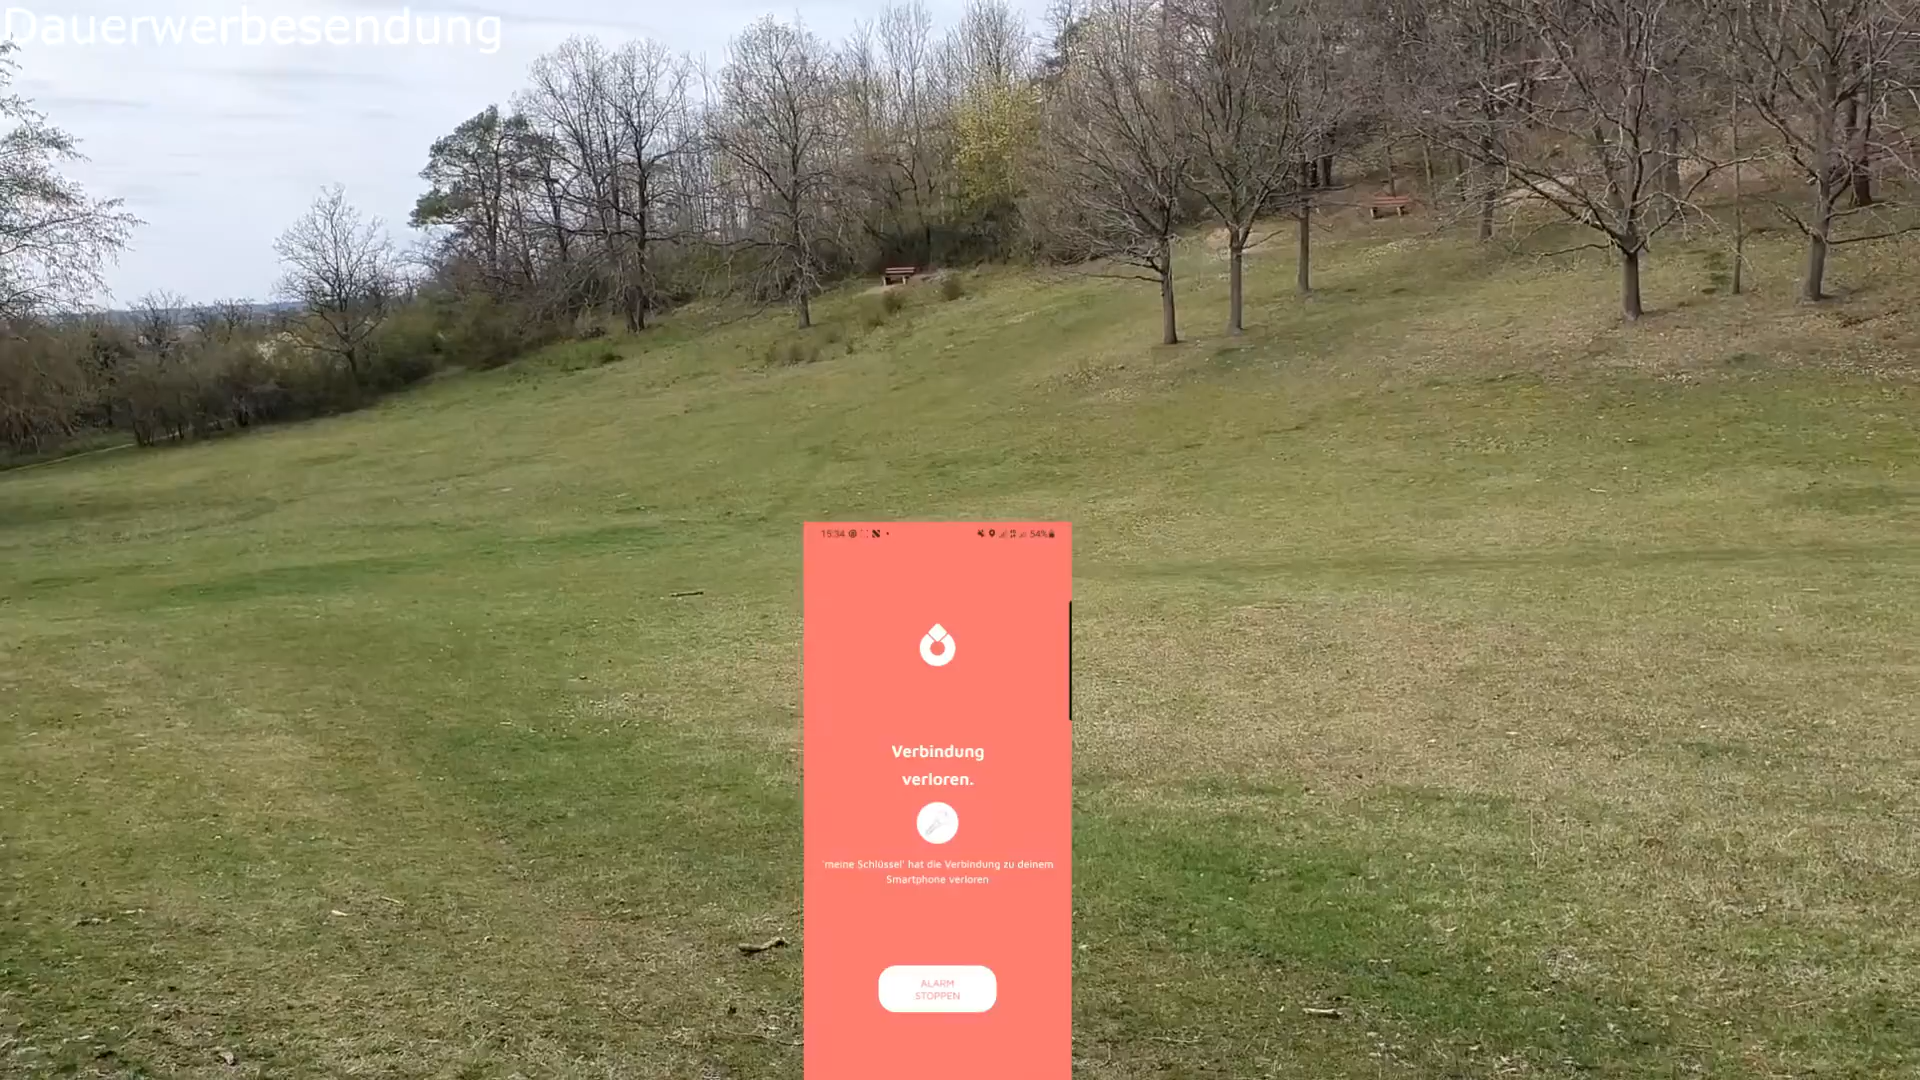 Dauerwerbesendung
15:34
54%
Verbindung
verloren.
'meine Schlüssel' hat die Verbindung zu deinem
Smartphone verloren
ALARM
STOPPEN